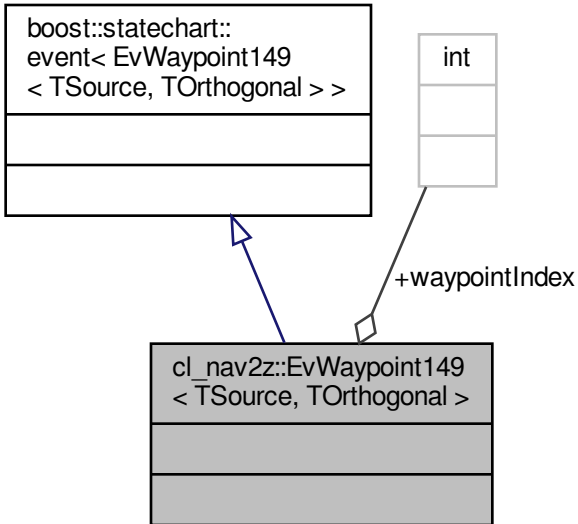 boost::statechart::
event< EvWaypoint149
< TSource, TOrthogonal > >
int
+waypointIndex
cl_nav2z::EvWaypoint149
< TSource, TOrthogonal >